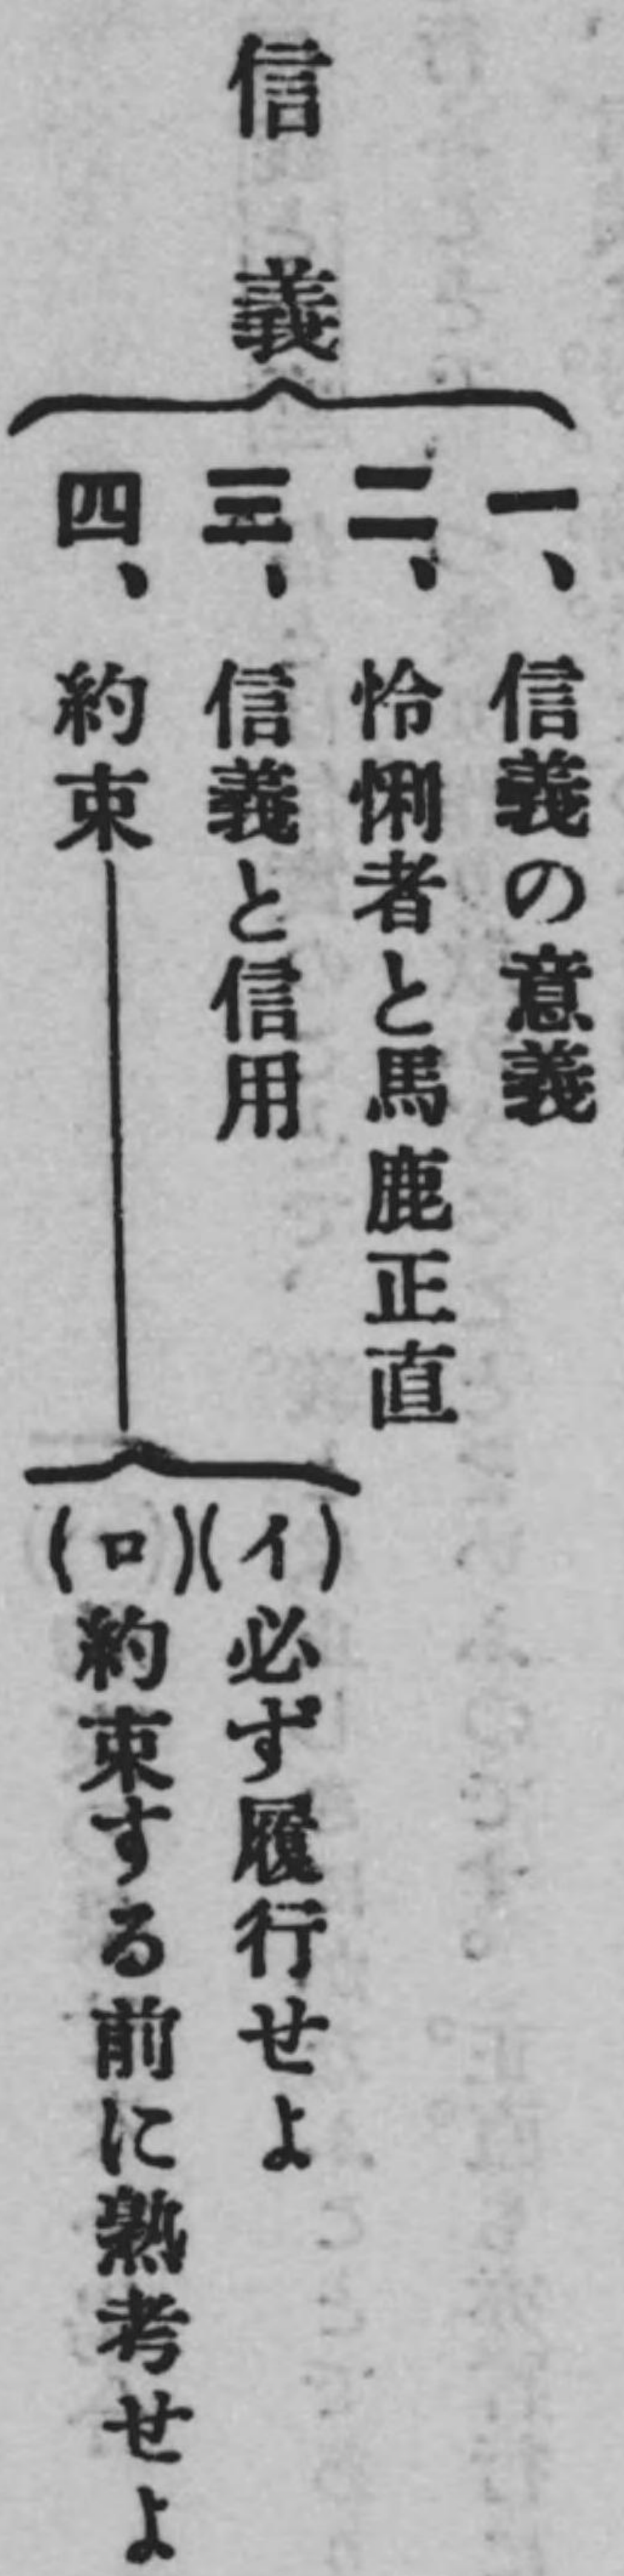 信義
一、信義の意義
二、怜悧者と馬鹿正直
三、信義と信用
四、約束
(イ)必ず履行せよ
(ロ)約束する前に熟考せよ